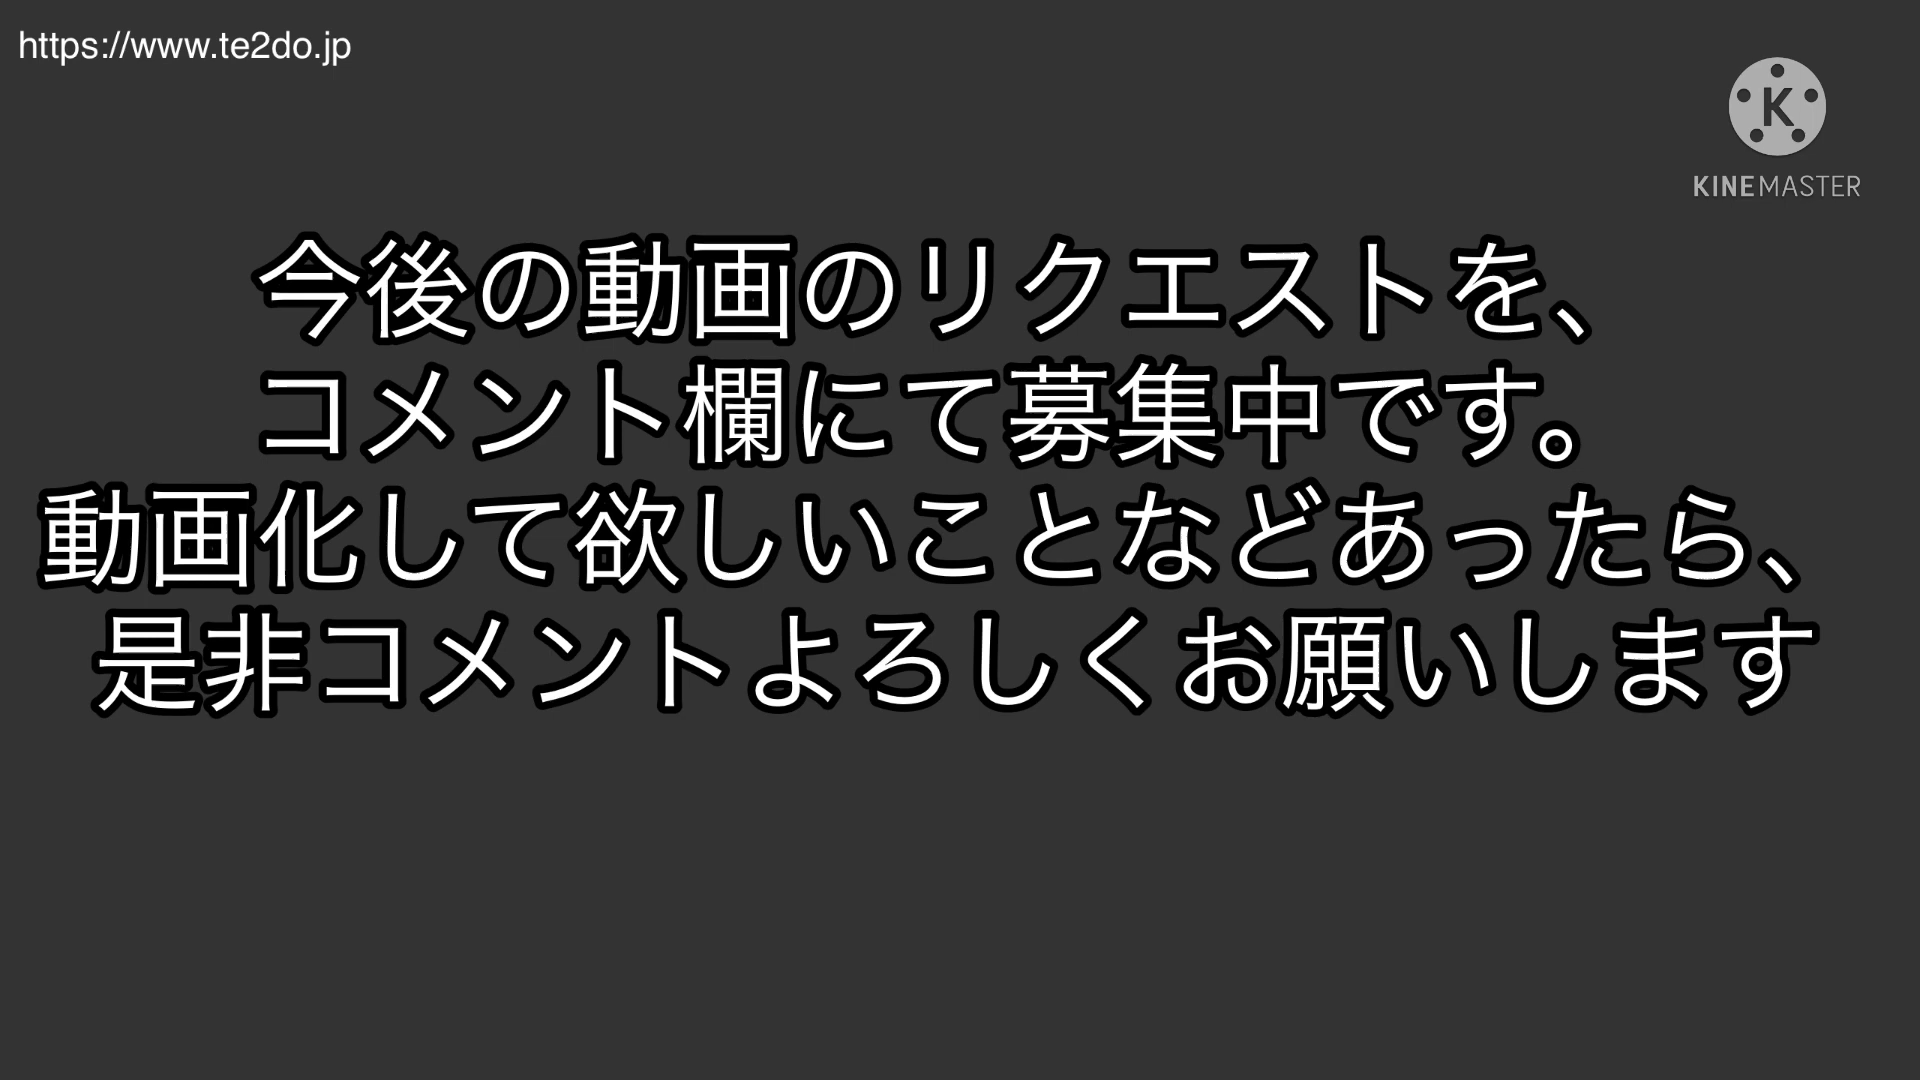 https://www.te2do.jp
KINEMASTER
今後の動画のリクエストを、
コメント欄にて募集中です。
動画化して欲しいことなどあったら、
是非コメントよろしくお願いします